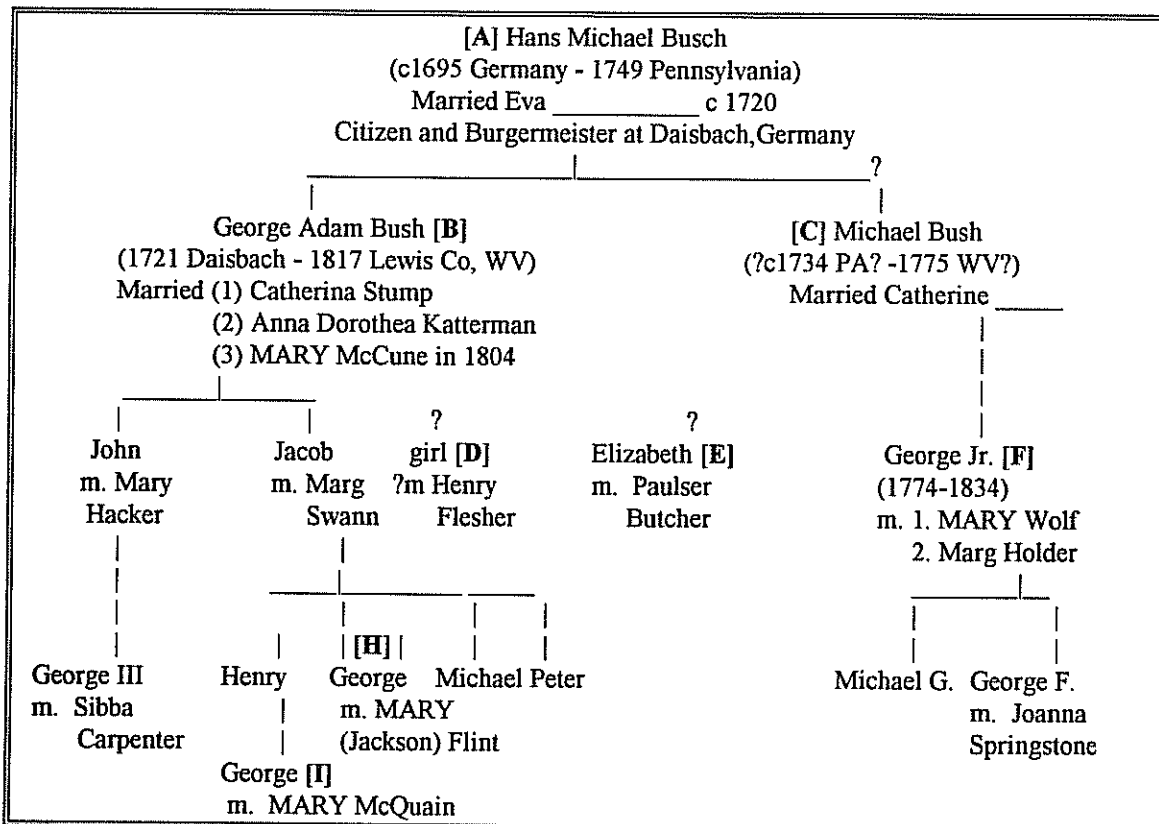 [A] Hans Michael Busch
(c1695 Germany - 1749 Pennsylvania)
Married Eva __________ c 1720
Citizen and Burgermeister at Daisbach,Germany
?
George Adam Bush [B]
(1721 Daisbach - 1817 Lewis Co, WV)
Married (1) Catherina Stump
(2) Anna Dorothea Katterman
(3) MARY McCune in 1804
[C] Michael Bush
(?c1734 PA? -1775 WV?)
Married Catherine ______
John
m. Mary
Hacker
Jacob
m. Marg
Swann
?
girl [D]
?m Henry
Flesher
?
Elizabeth [E]
m. Paulser
Butcher
George Jr. [F]
(1774-1834)
m. 1. MARY Wolf
2. Marg Holder
George III
m. Sibba
Carpenter
Henry
[H]
George
m. MARY
(Jackson) Flint
Michael Peter
George [I]
m. MARY McQuain
Michael G.
George F.
m. Joanna
Springstone